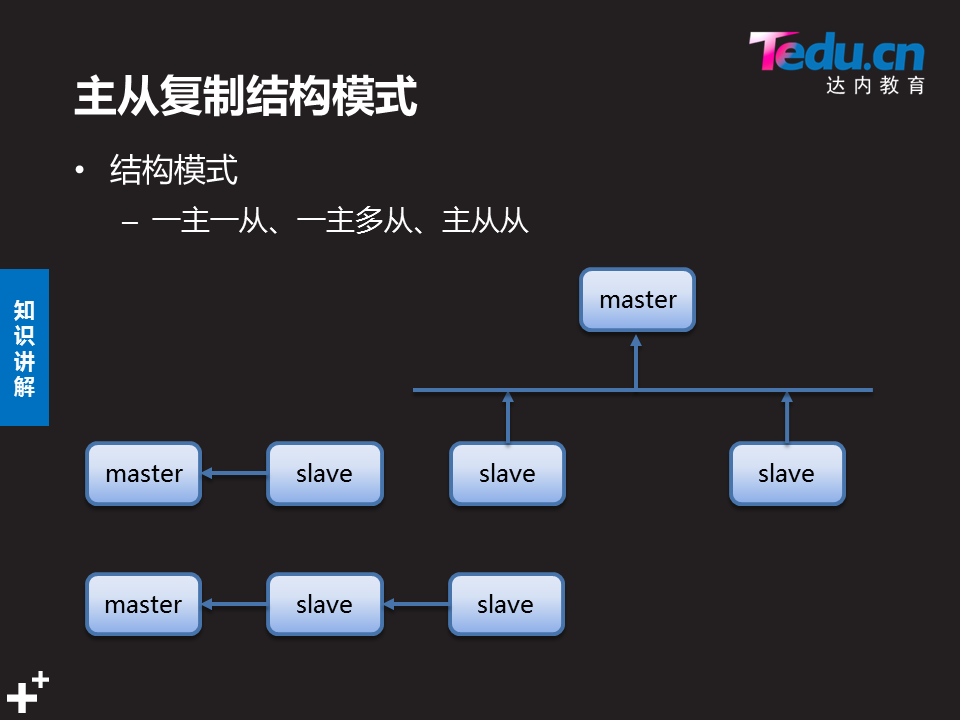 Tedu.cn
达内教育
主从复制结构模式
• 结构模式
– 一主一从、一主多从、主从从
知识讲解
master
master
slave
slave
slave
master
slave
slave